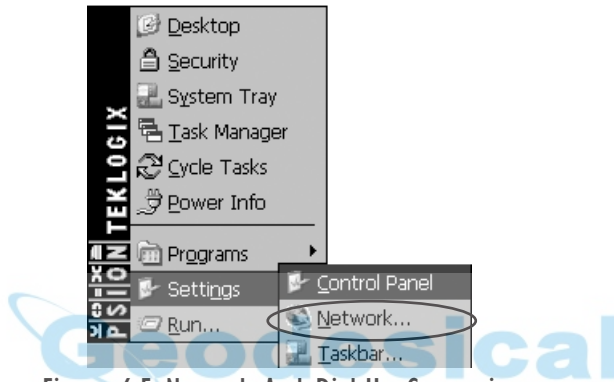 Desktop
Security
System Tray
Task Manager
Cycle Tasks
Power Info
Programs
Settings
Run...
PSION TEKLOGIX
Control Panel
Network...
Taskbar...
Geodesical